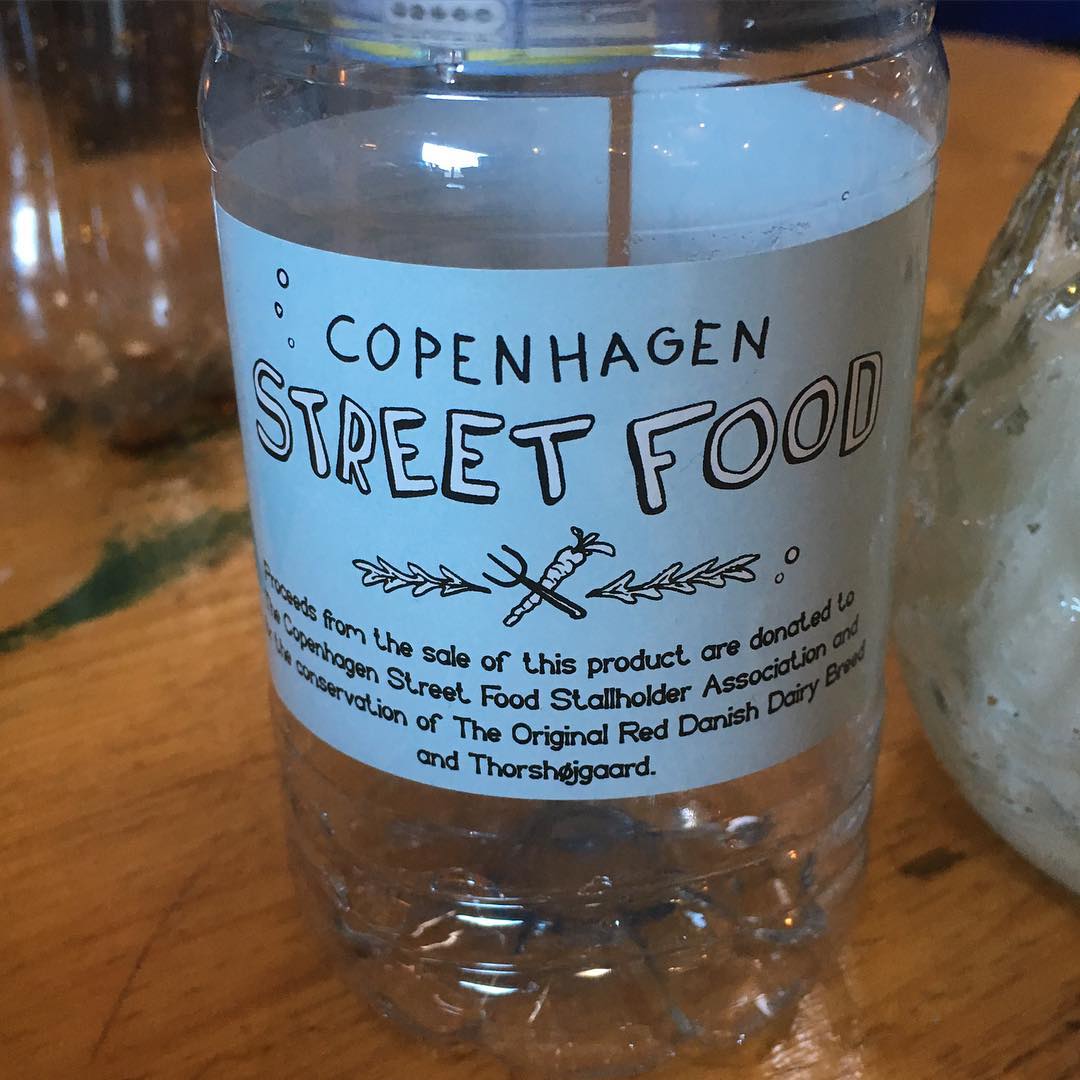 COPENHAGEN
STREET FOOD
Proceeds from the sale of this product are donated to
The Copenhagen Street Food Stallholder Association and
the conservation of The Original Red Danish Dairy Breed
and Thorshøjgaard.